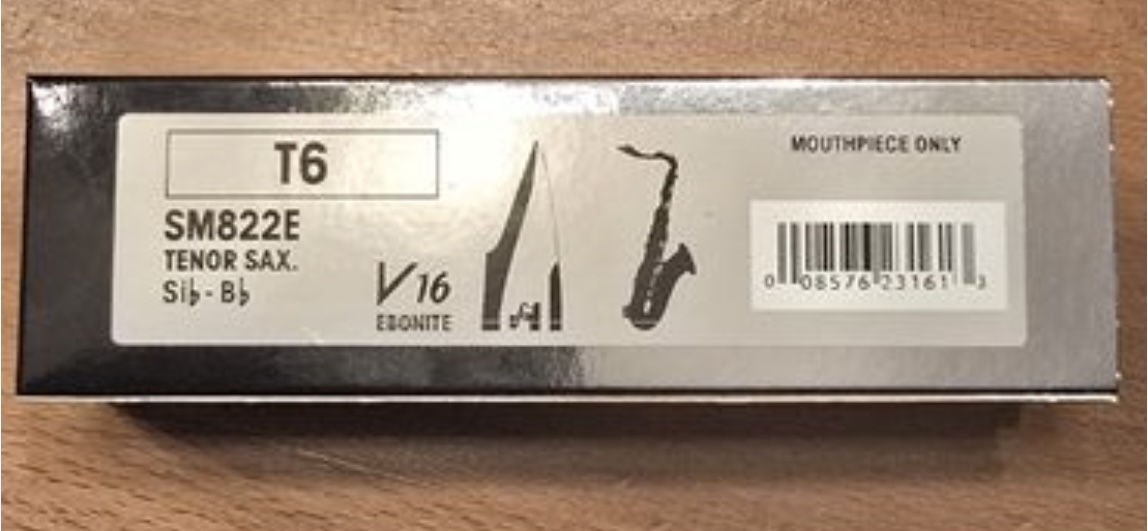 T6
SM822E
TENOR SAX.
Si♭ - B♭
V16
EBONITE
MOUTHPIECE ONLY
0 08576 23161 3